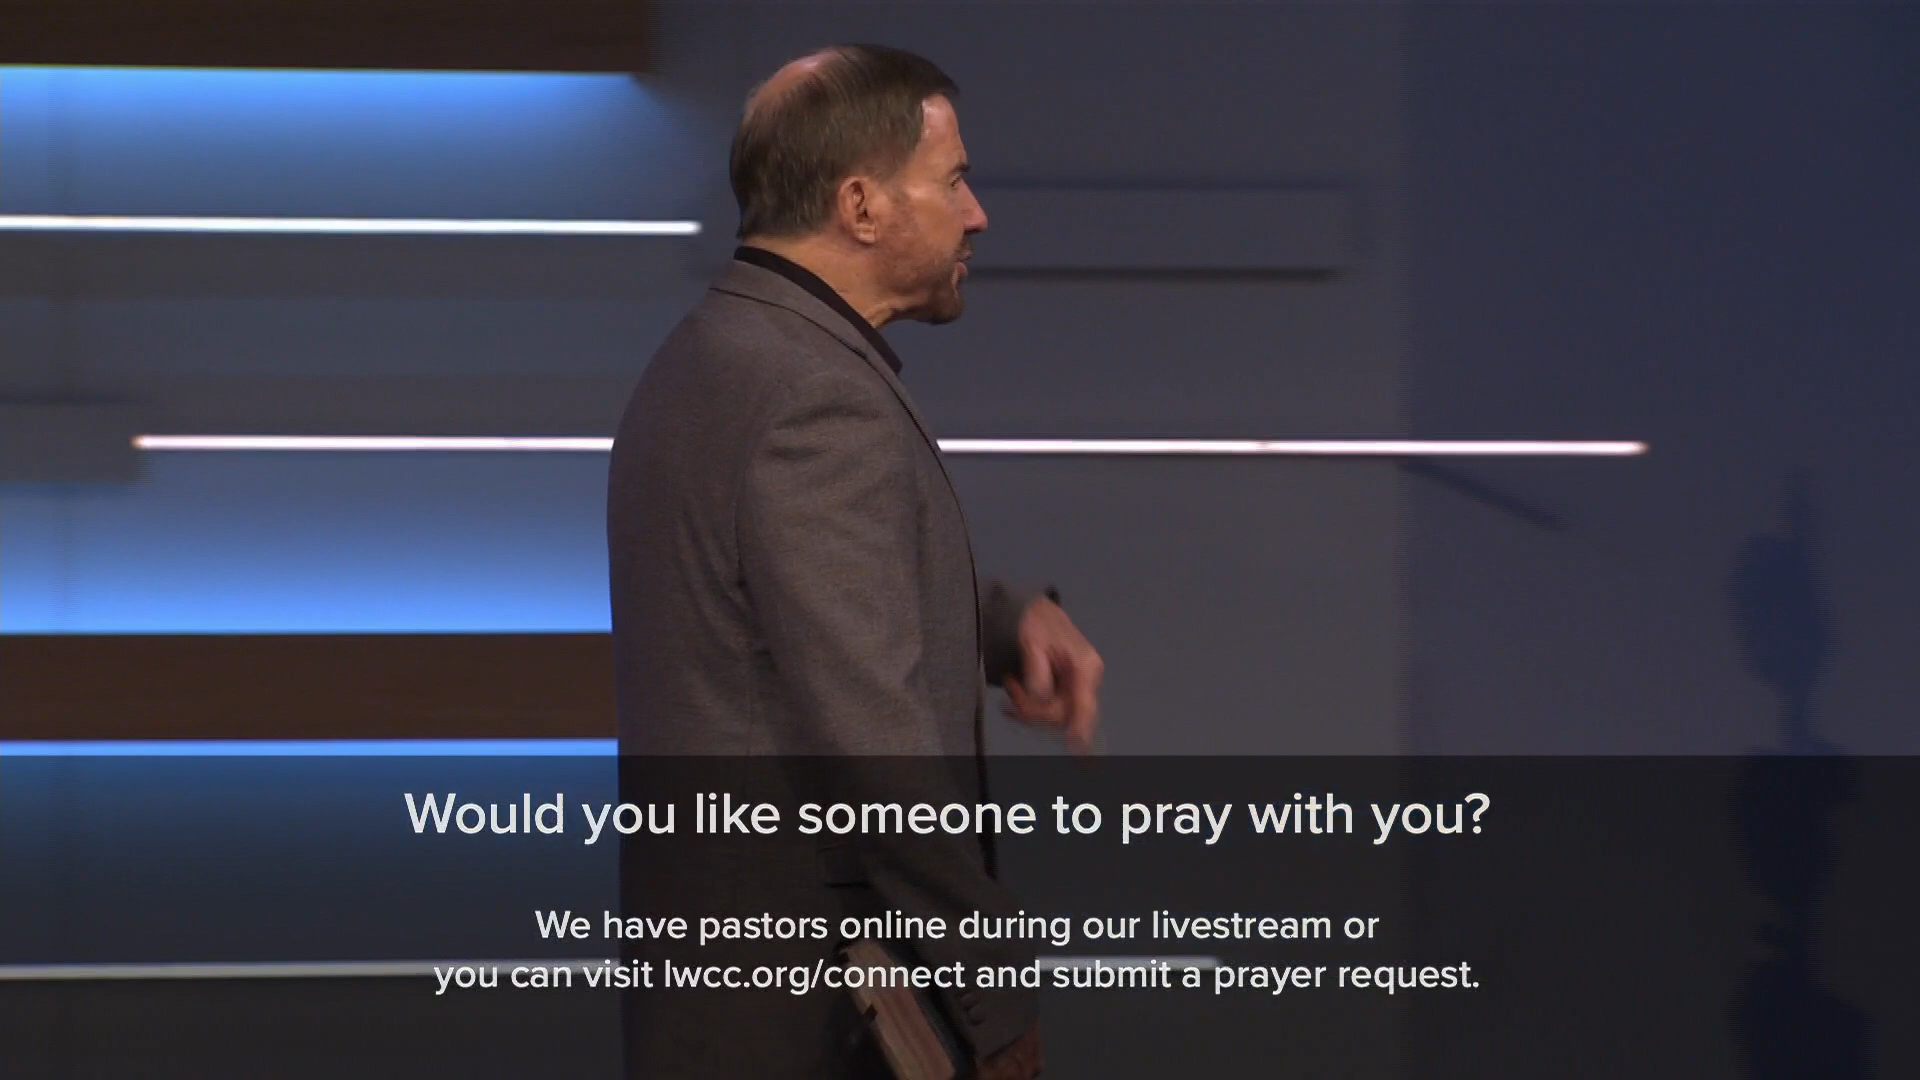 Would you like someone to pray with you?
We have pastors online during our livestream or
you can visit lwcc.org/connect and submit a prayer request.